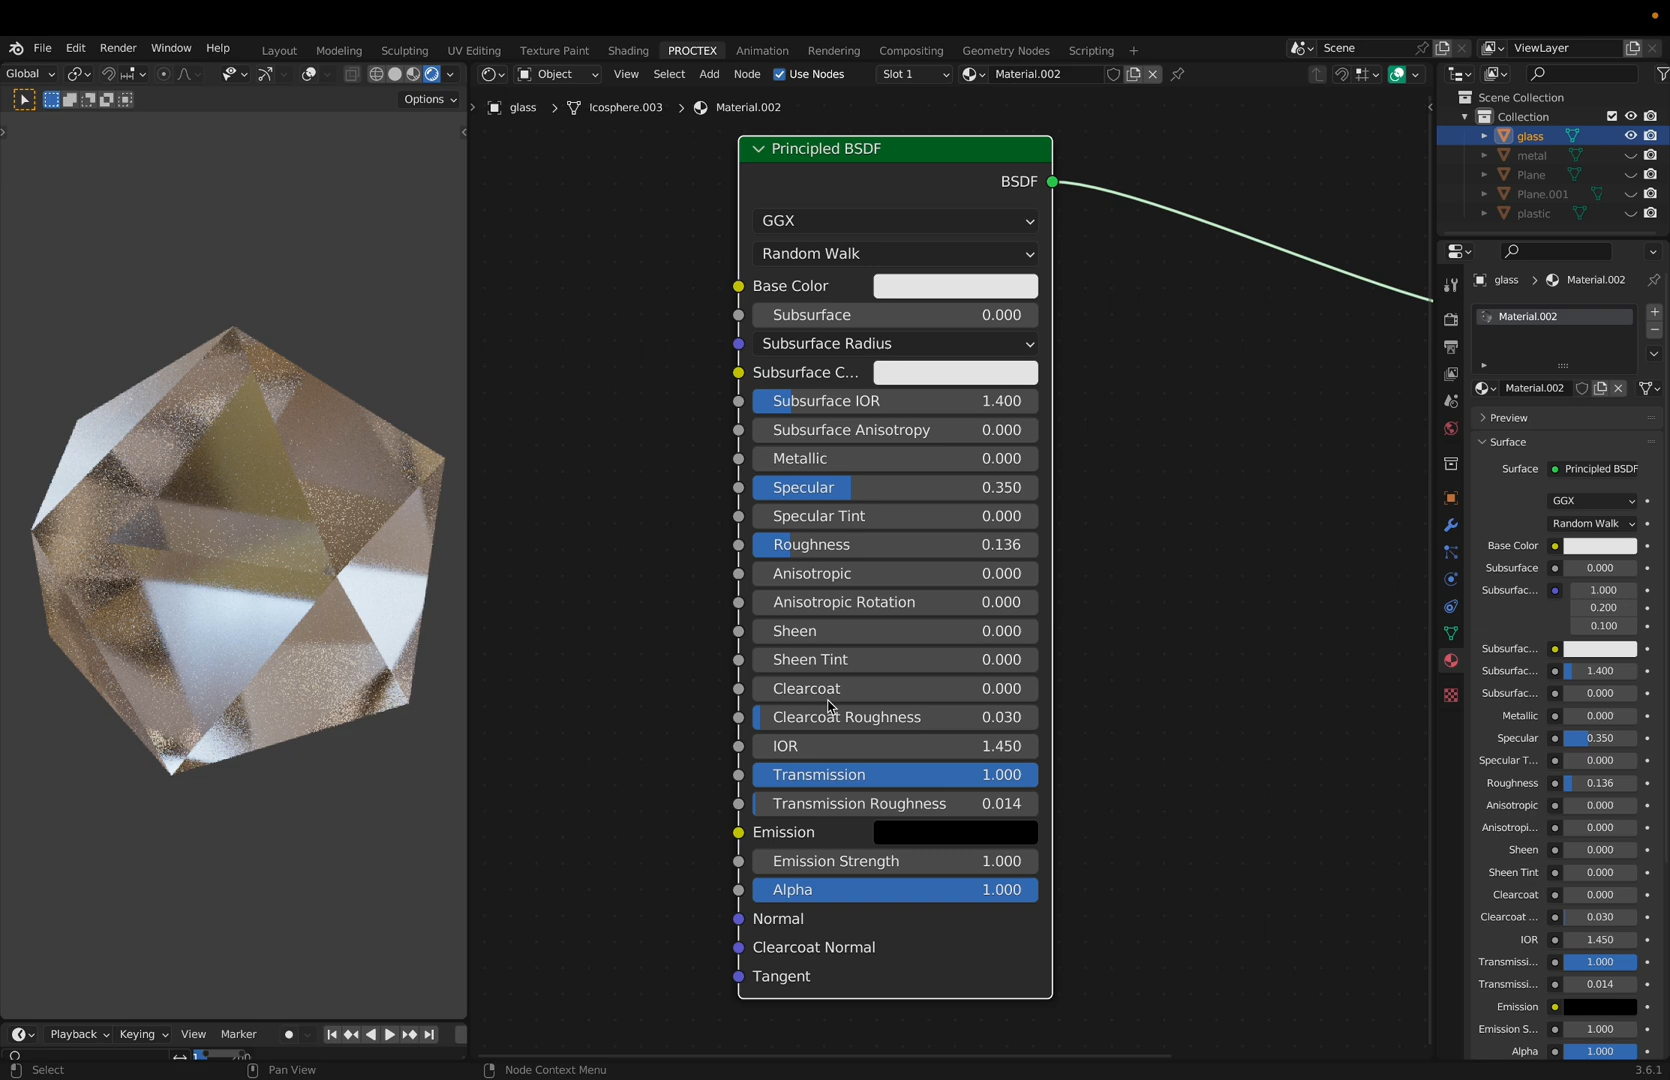 File Edit Render Window Help Layout Modeling Sculpting UV Editing Texture Paint Shading PROCTEX Animation Rendering Compositing Geometry Nodes Scripting + Scene ViewLayer
Global Object View Select Add Node Use Nodes Slot 1 Material.002
Options
glass > Icosphere.003 > Material.002
Principled BSDF
BSDF
GGX
Random Walk
Base Color
Subsurface 0.000
Subsurface Radius
Subsurface C...
Subsurface IOR 1.400
Subsurface Anisotropy 0.000
Metallic 0.000
Specular 0.350
Specular Tint 0.000
Roughness 0.136
Anisotropic 0.000
Anisotropic Rotation 0.000
Sheen 0.000
Sheen Tint 0.000
Clearcoat 0.000
Clearcoat Roughness 0.030
IOR 1.450
Transmission 1.000
Transmission Roughness 0.014
Emission
Emission Strength 1.000
Alpha 1.000
Normal
Clearcoat Normal
Tangent
Scene Collection
Collection
glass
metal
Plane
Plane.001
plastic
glass > Material.002
Material.002
Material.002
Preview
Surface
Surface Principled BSDF
GGX
Random Walk
Base Color
Subsurface 0.000
Subsurfac... 1.000
0.200
0.100
Subsurfac...
Subsurfac... 1.400
Subsurfac... 0.000
Metallic 0.000
Specular 0.350
Specular T... 0.000
Roughness 0.136
Anisotropic 0.000
Anisotropi... 0.000
Sheen 0.000
Sheen Tint 0.000
Clearcoat 0.000
Clearcoat ... 0.030
IOR 1.450
Transmissi... 1.000
Transmissi... 0.014
Emission
Emission S... 1.000
Alpha 1.000
Playback Keying View Marker
Select Pan View Node Context Menu 3.6.1